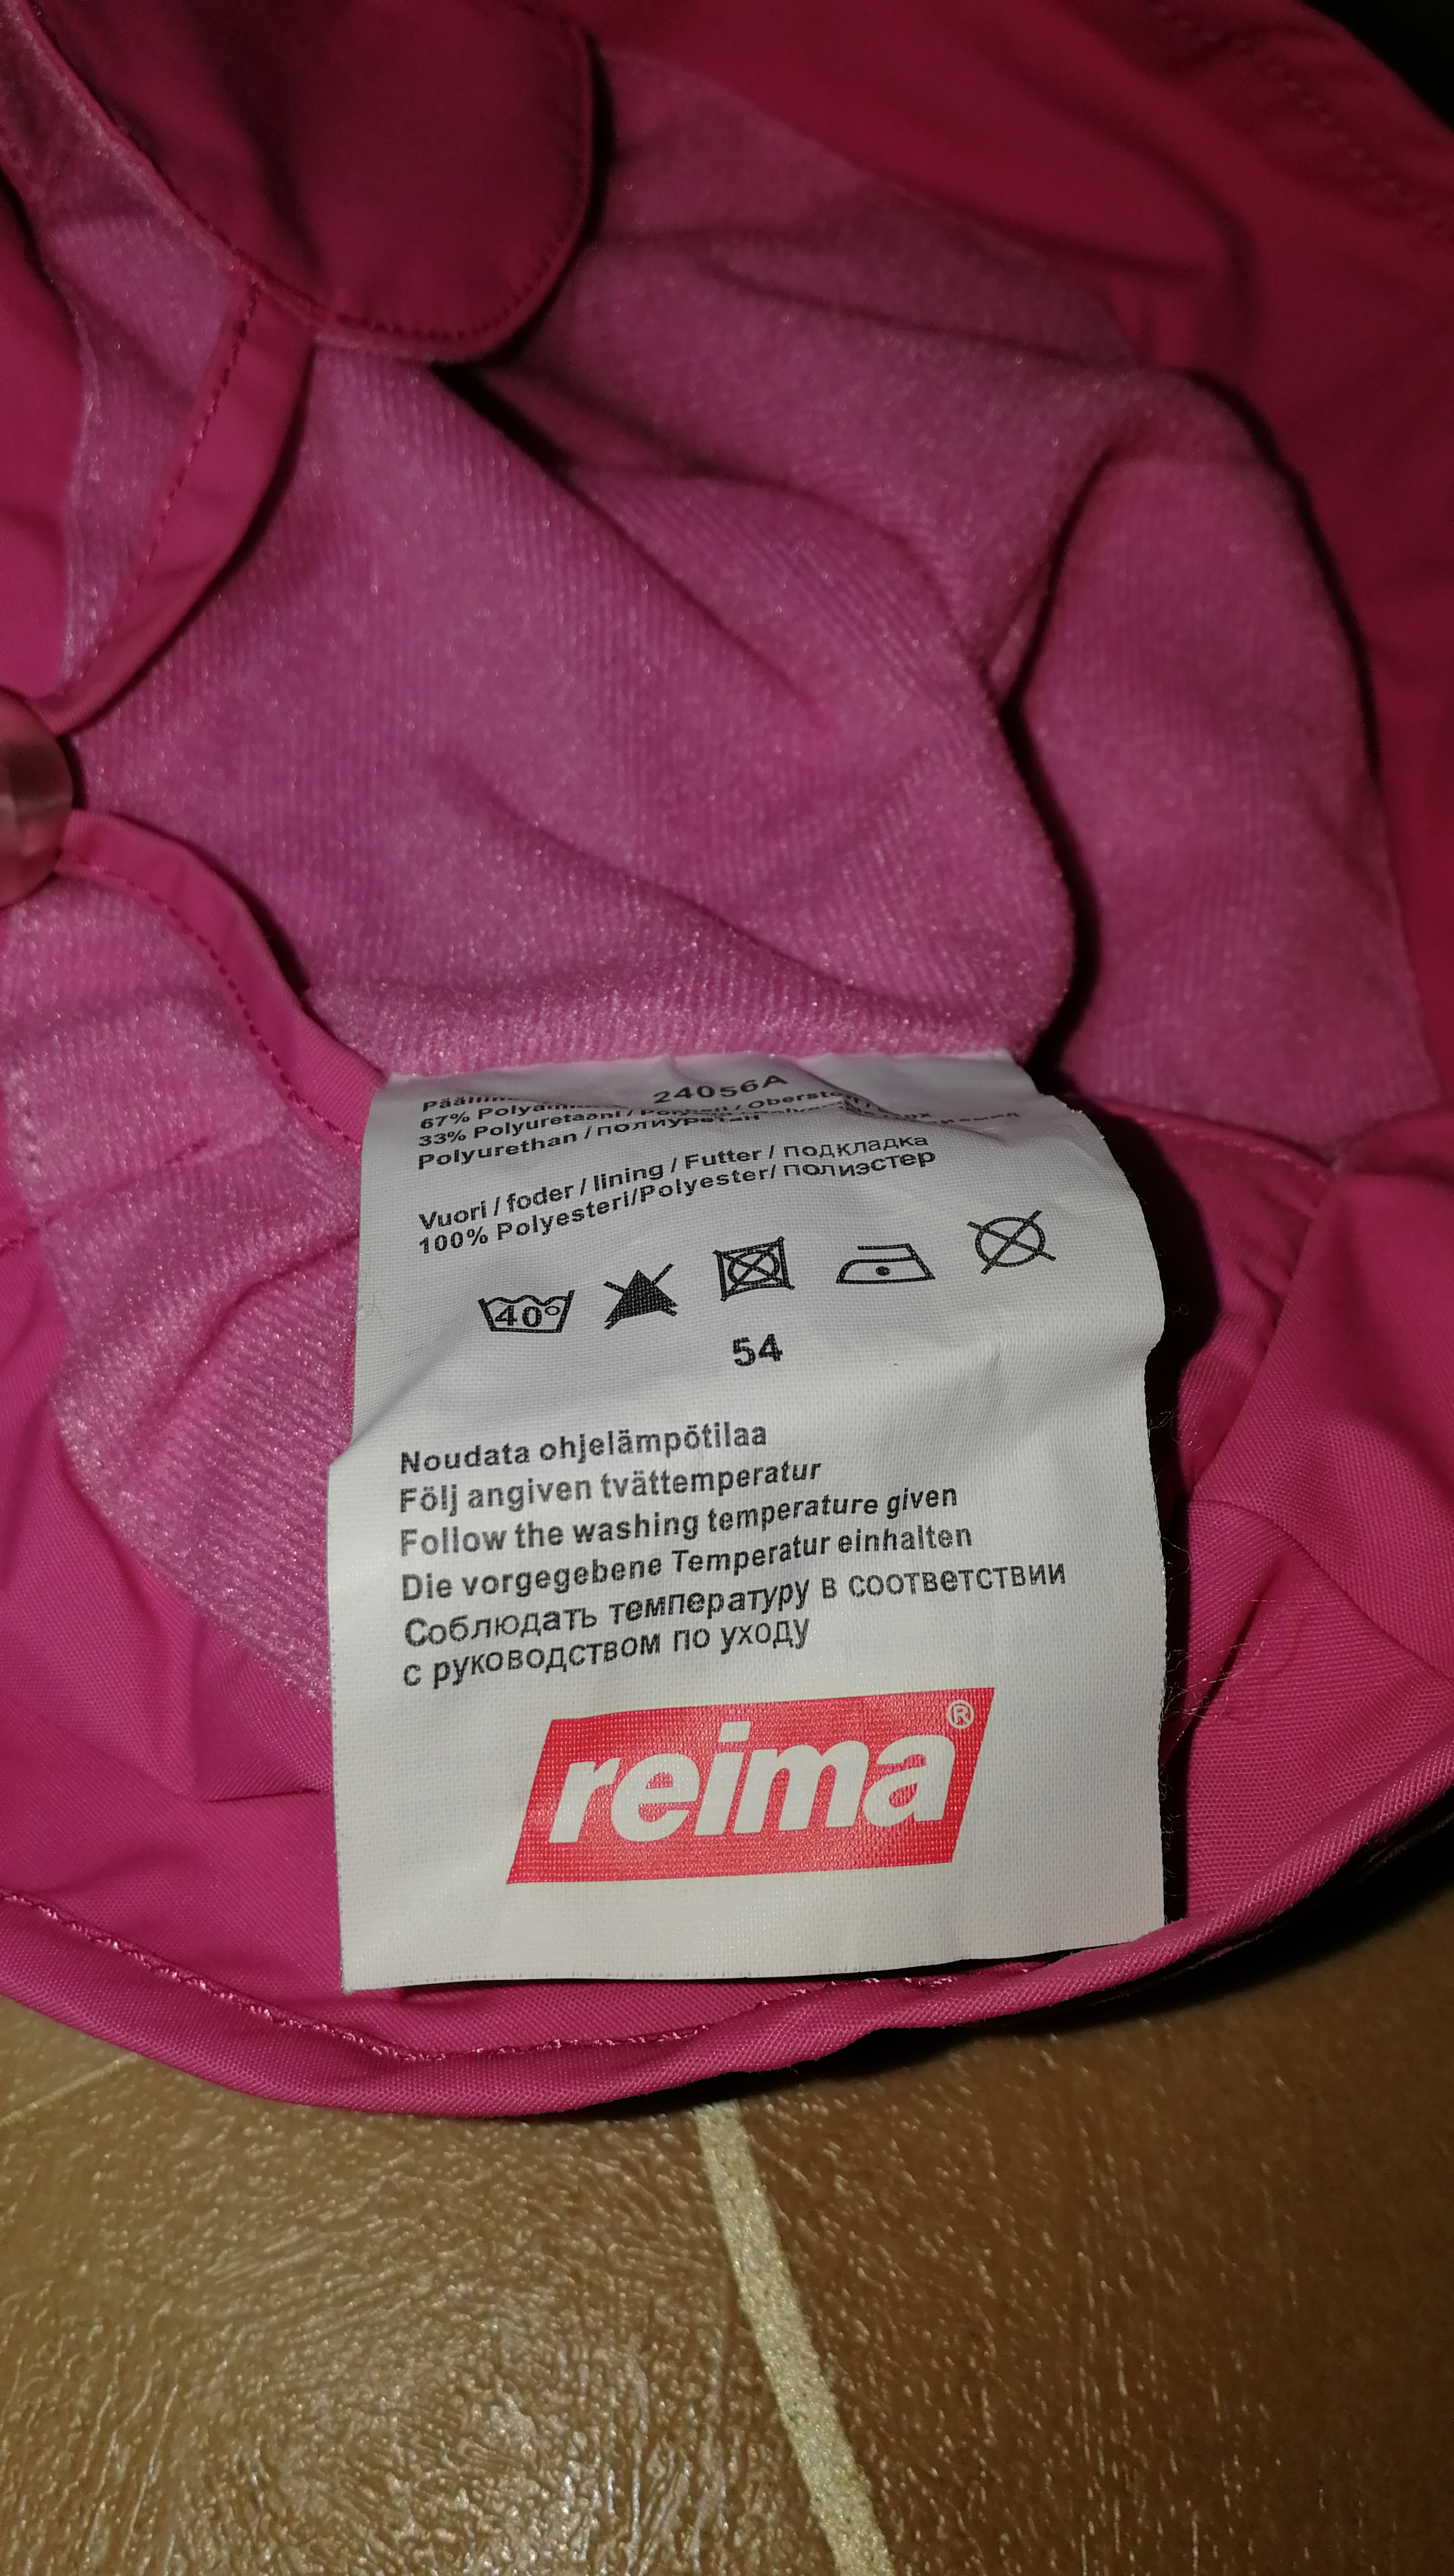 24056A
67%
33% Polyuretaani / / Oberstoff /
Polyurethan / полиуретан
Vuori / foder / lining / Futter / подкладка
100% Polyesteri/Polyester/ полиэстер
40°
54
Noudata ohjelämpötilaa
Följ angiven tvättemperatur
Follow the washing temperature given
Die vorgegebene Temperatur einhalten
Соблюдать температуру в соответствии
с руководством по уходу
reima®